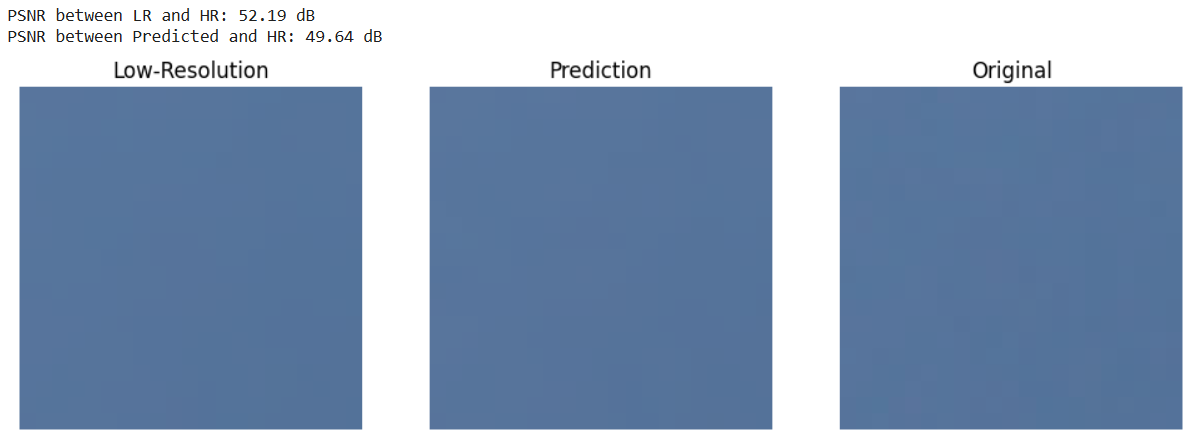 PSNR between LR and HR: 52.19 dB
PSNR between Predicted and HR: 49.64 dB
Low-Resolution Prediction Original